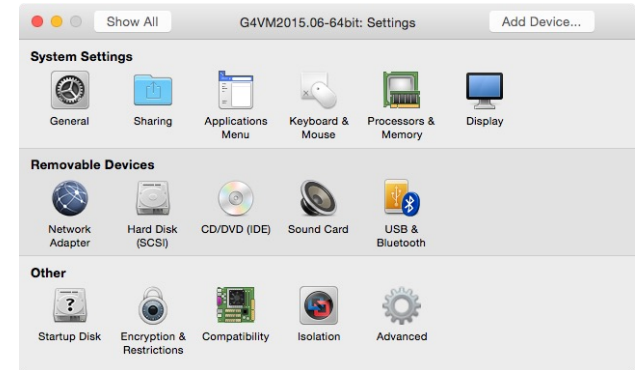 Show All G4VM2015.06-64bit: Settings Add Device...
System Settings
General Sharing Applications Keyboard & Processors & Display
Menu Mouse Memory
Removable Devices
Network Hard Disk CD/DVD (IDE) Sound Card USB &
Adapter (SCSI) Bluetooth
Other
Startup Disk Encryption & Compatibility Isolation Advanced
Restrictions